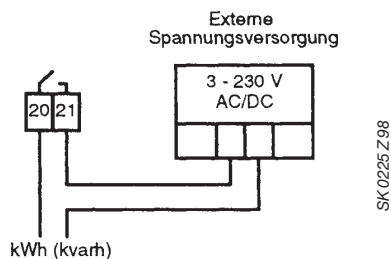 Externe
Spannungsversorgung
3 - 230 V
AC/DC
20 21
kWh (kvarh)
SK0225Z98